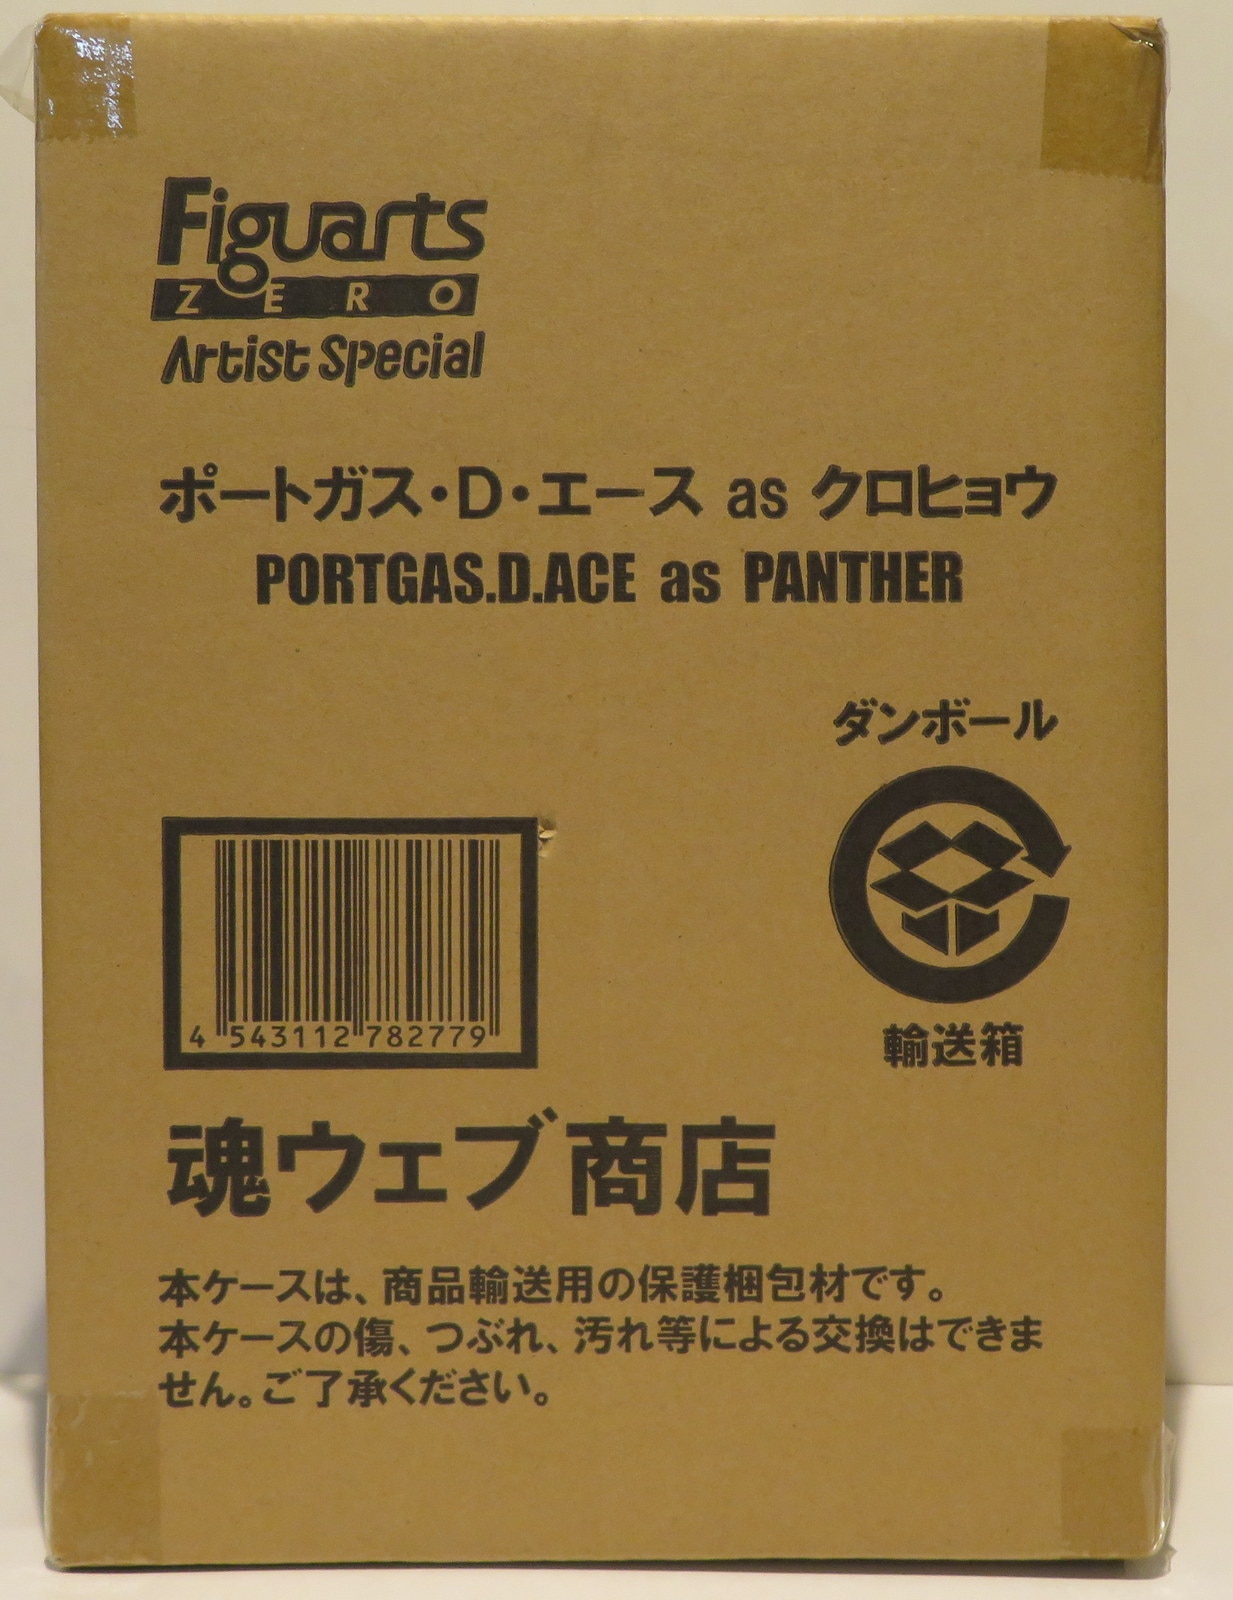 Figuarts
ZERO
Artist Special
ポートガス・D・エース as クロヒョウ
PORTGAS.D.ACE as PANTHER
ダンボール
4 543112 782779
輸送箱
魂ウェブ商店
本ケースは、商品輸送用の保護梱包材です。
本ケースの傷、つぶれ、汚れ等による交換はできま
せん。ご了承ください。